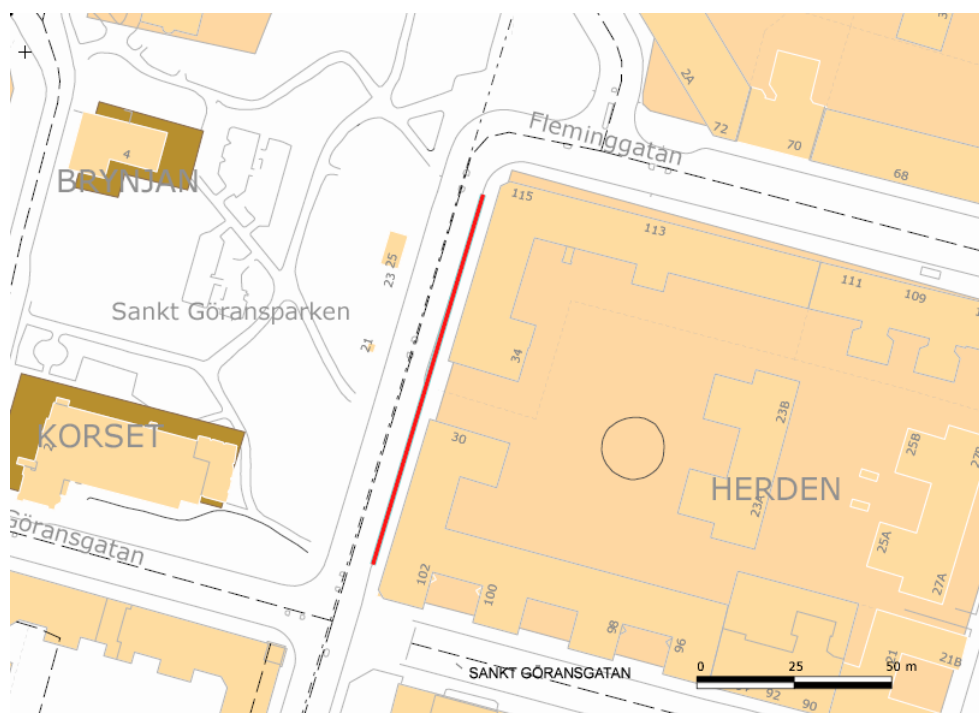 24
72
70
68
Fleminggatan
4
BRYNJAN
115
113
111
109
25
23
Sankt Göransparken
21
34
30
23B
KORSET
HERDEN
25B
23A
25A
27A
Göransgatan
102
100
98
96
SANKT GÖRANSGATAN
21
21B
92
90
0 25 50 m